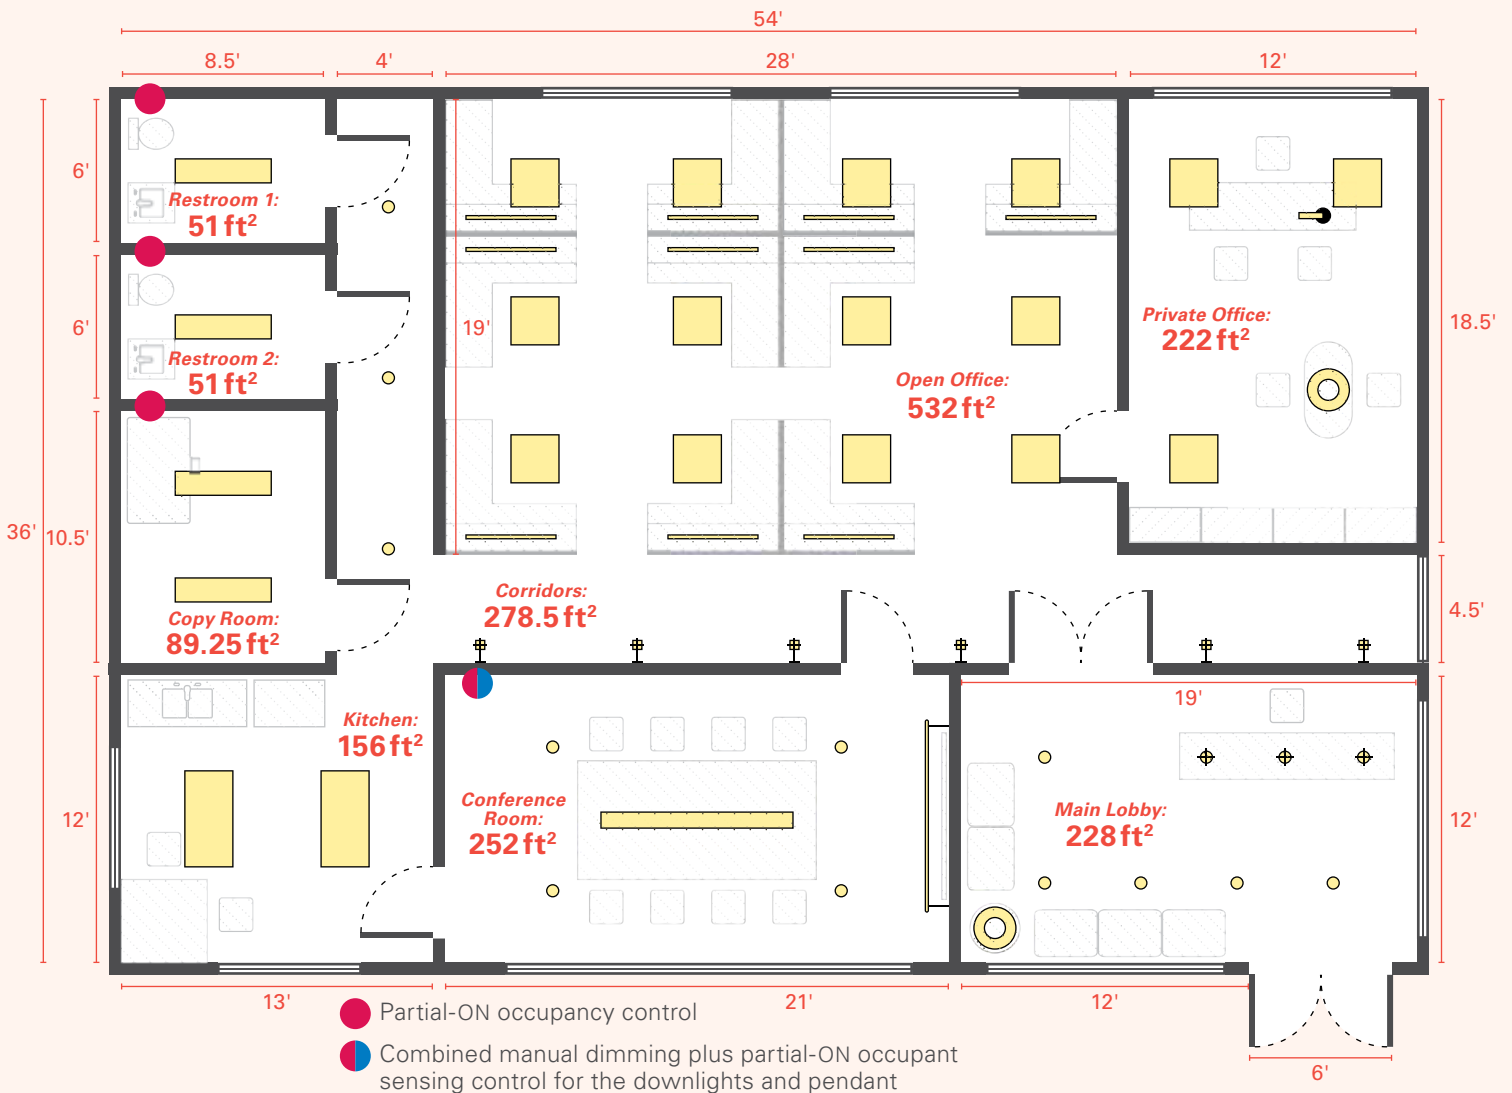 54'
8.5'
4'
28'
12'
6'
Restroom 1:
51 ft²
6'
Restroom 2:
51 ft²
19'
Private Office:
222 ft²
18.5'
Open Office:
532 ft²
36'
10.5'
Copy Room:
89.25 ft²
Corridors:
278.5 ft²
4.5'
19'
Kitchen:
156 ft²
12'
Conference
Room:
252 ft²
Main Lobby:
228 ft²
12'
13'
21'
12'
6'
Partial-ON occupancy control
Combined manual dimming plus partial-ON occupant
sensing control for the downlights and pendant